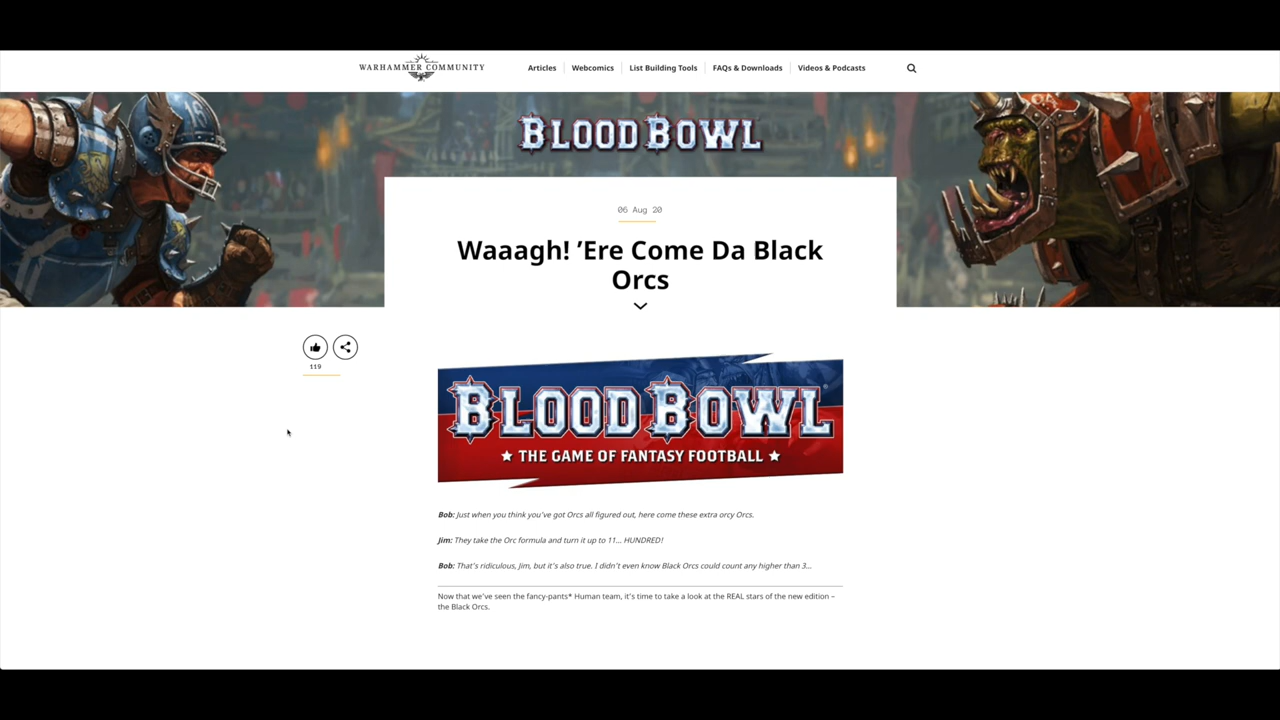 WARHAMMER COMMUNITY
Articles
Webcomics
List Building Tools
FAQs & Downloads
Videos & Podcasts
BLOOD BOWL
06 Aug 20
Waaagh! ’Ere Come Da Black
Orcs
119
BLOOD BOWL®
★ THE GAME OF FANTASY FOOTBALL ★
Bob: Just when you think you’ve got Orcs all figured out, here come these extra orcy Orcs.
Jim: They take the Orc formula and turn it up to 11… HUNDRED!
Bob: That’s ridiculous, Jim, but it’s also true. I didn’t even know Black Orcs could count any higher than 3…
Now that we’ve seen the fancy-pants* Human team, it’s time to take a look at the REAL stars of the new edition –
the Black Orcs.